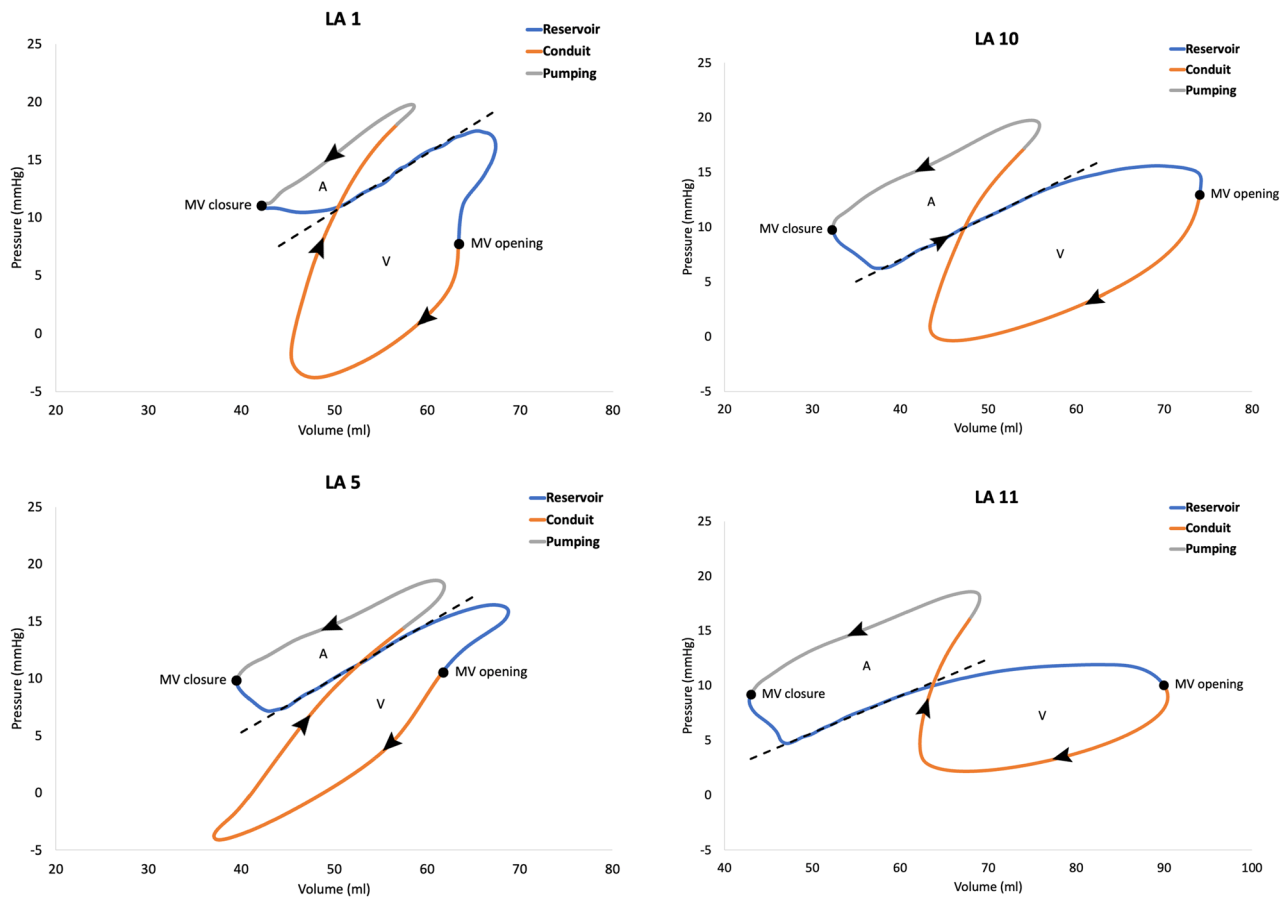 LA 1
Reservoir
Conduit
Pumping
25
20
15
10
5
0
-5
Pressure (mmHg)
A
MV closure
MV opening
V
20 30 40 50 60 70 80
Volume (ml)
LA 10
Reservoir
Conduit
Pumping
25
20
15
10
5
0
-5
Pressure (mmHg)
A
MV closure
MV opening
V
20 30 40 50 60 70 80
Volume (ml)
LA 5
Reservoir
Conduit
Pumping
25
20
15
10
5
0
-5
Pressure (mmHg)
A
MV closure
MV opening
V
20 30 40 50 60 70 80
Volume (ml)
LA 11
Reservoir
Conduit
Pumping
25
20
15
10
5
0
-5
Pressure (mmHg)
A
MV closure
MV opening
V
40 50 60 70 80 90 100
Volume (ml)